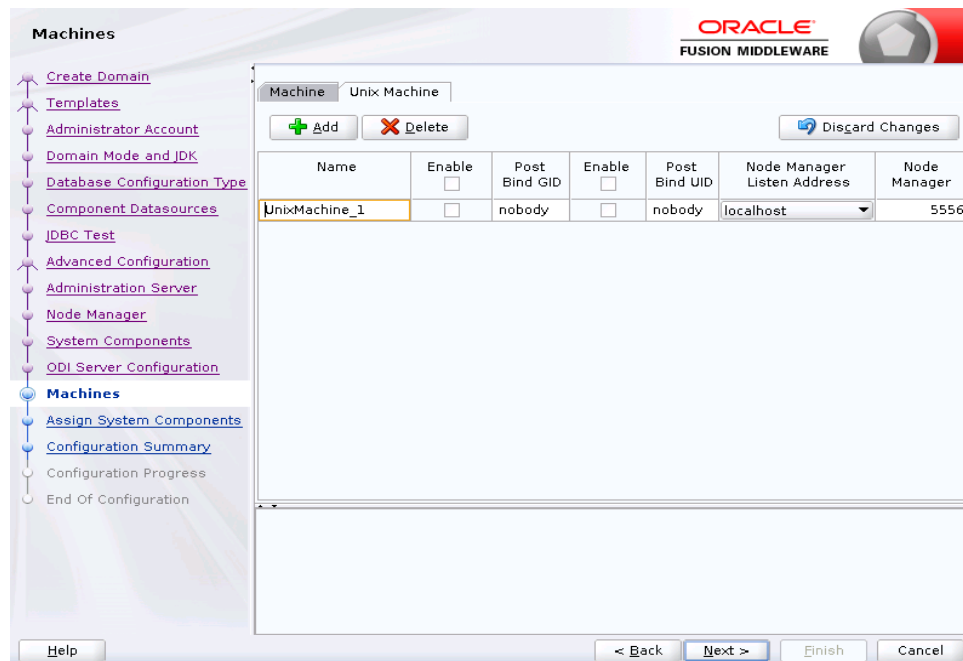 Machines
ORACLE
FUSION MIDDLEWARE
Create Domain
Templates
Administrator Account
Domain Mode and JDK
Database Configuration Type
Component Datasources
JDBC Test
Advanced Configuration
Administration Server
Node Manager
System Components
ODI Server Configuration
Machines
Assign System Components
Configuration Summary
Configuration Progress
End Of Configuration
Machine Unix Machine
Add Delete Discard Changes
Name Enable Post Bind GID Enable Post Bind UID Node Manager Listen Address Node Manager
UnixMachine_1 nobody nobody localhost 5556
Help < Back Next > Finish Cancel